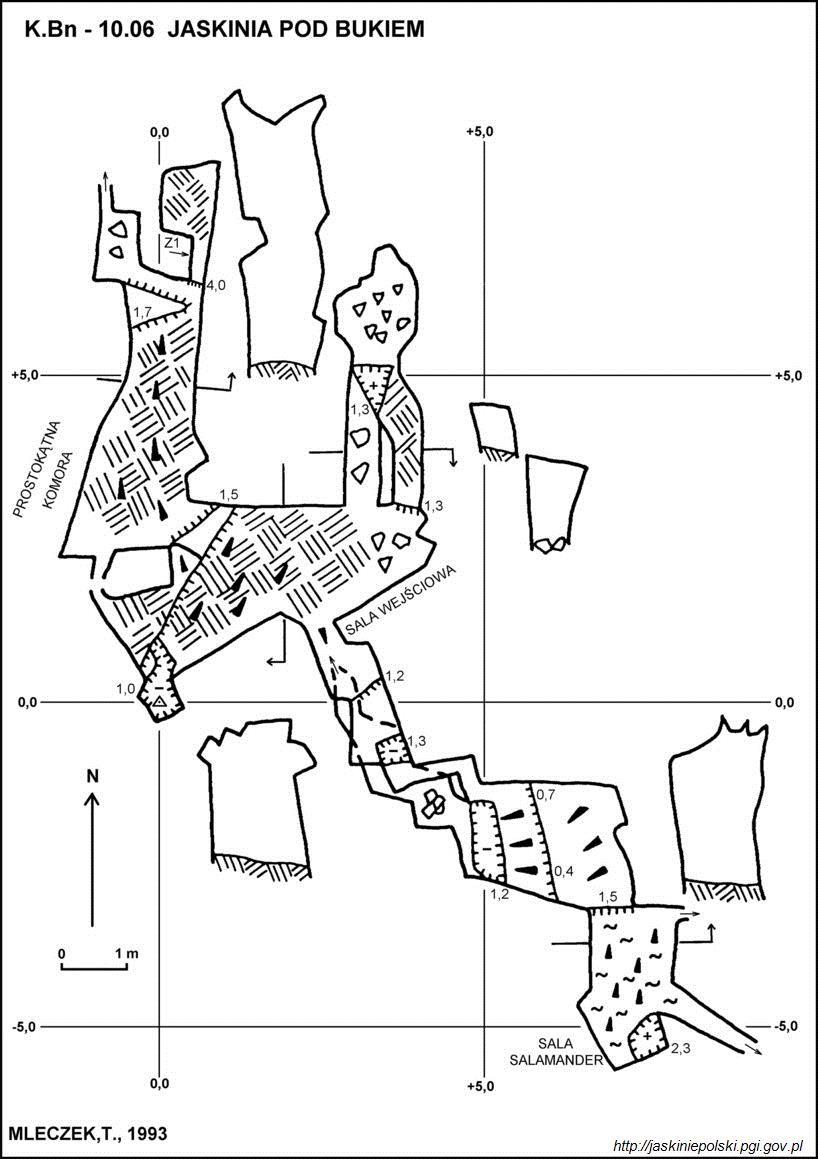 K.Bn - 10.06 JASKINIA POD BUKIEM
0,0
+5,0
Z1
4,0
1,7
+5,0
+5,0
+
1,3
PROSTOKĄTNA
KOMORA
1,5
1,3
SALA WEJŚCIOWA
1,0
1,2
0,0
0,0
1,3
N
0,7
0,4
1,2
1,5
0
1 m
-5,0
-5,0
+
SALA
SALAMANDER
2,3
0,0
+5,0
MLECZEK,T., 1993
http://jaskiniepolski.pgi.gov.pl